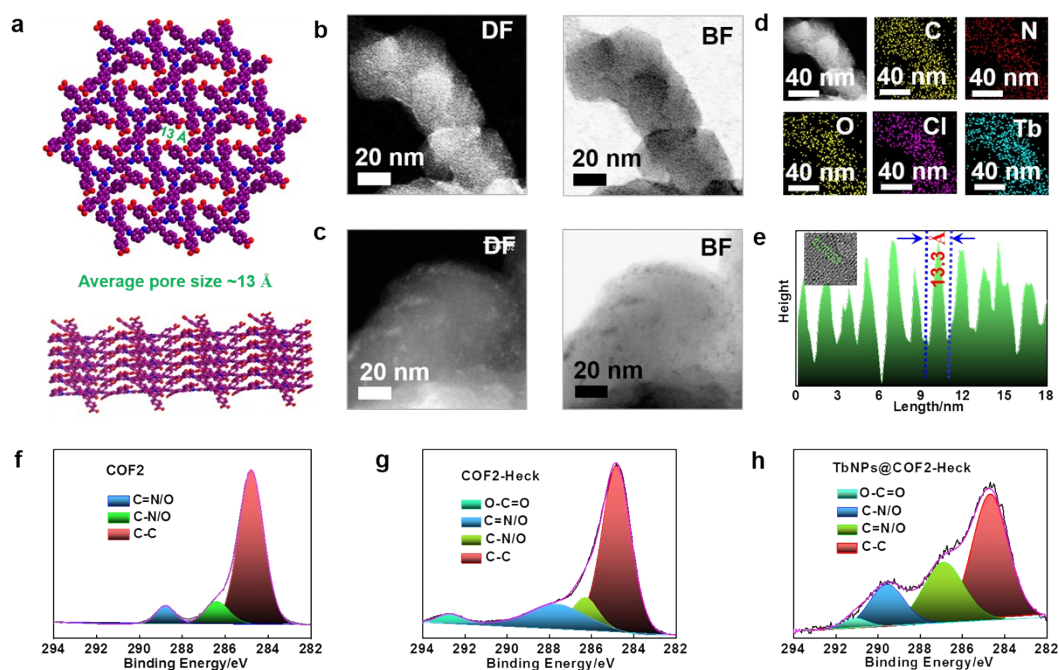 a
13 Å
Average pore size ~13 Å
b
DF
20 nm
BF
20 nm
c
DF
20 nm
BF
20 nm
d
40 nm
C
40 nm
N
40 nm
O
40 nm
Cl
40 nm
Tb
40 nm
e
13.3 Å
Height
0 3 6 9 12 15 18
Length/nm
f
COF2
C=N/O
C-N/O
C-C
294 292 290 288 286 284 282
Binding Energy/eV
g
COF2-Heck
O-C=O
C=N/O
C-N/O
C-C
294 292 290 288 286 284 282
Binding Energy/eV
h
TbNPs@COF2-Heck
O-C=O
C-N/O
C=N/O
C-C
294 292 290 288 286 284 282
Binding Energy/eV